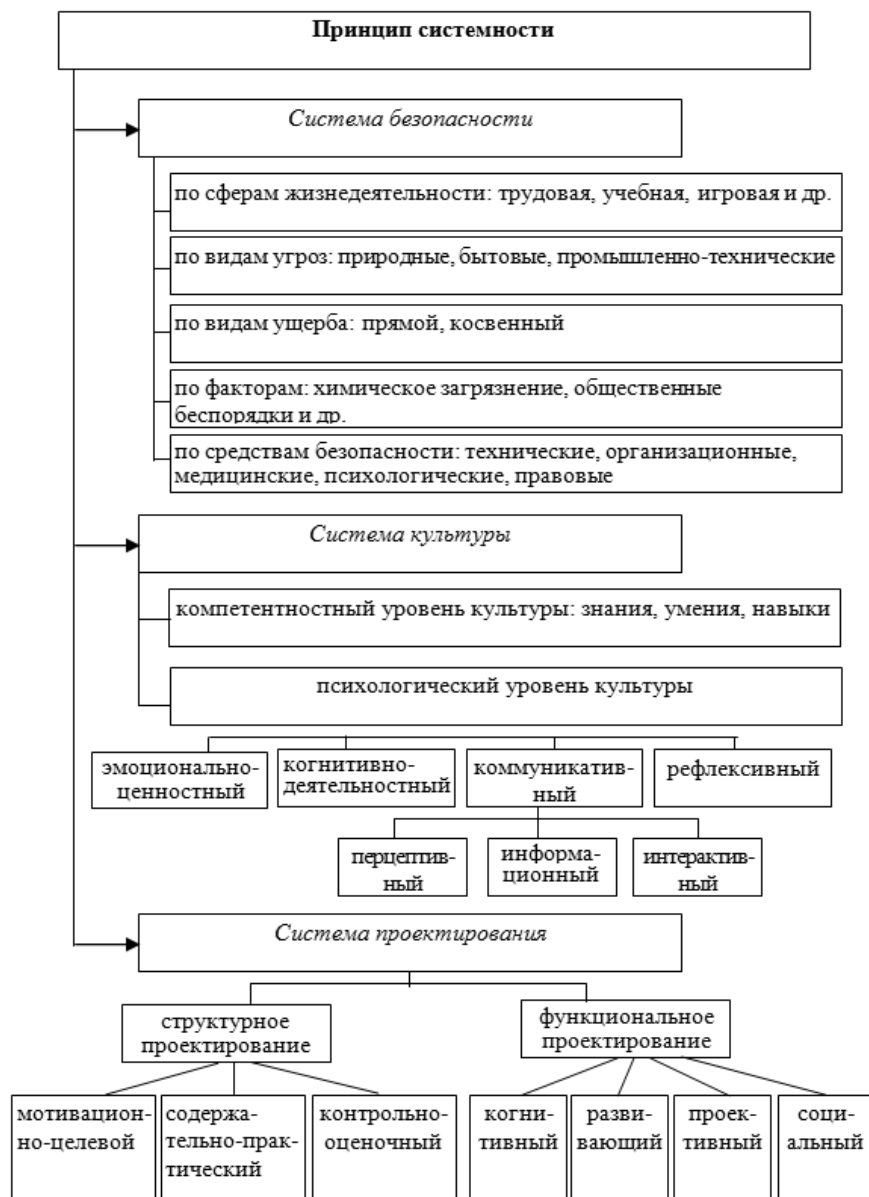 Принцип системности
Система безопасности
по сферам жизнедеятельности: трудовая, учебная, игровая и др.
по видам угроз: природные, бытовые, промышленно-технические
по видам ущерба: прямой, косвенный
по факторам: химическое загрязнение, общественные
беспорядки и др.
по средствам безопасности: технические, организационные,
медицинские, психологические, правовые
Система культуры
компетентностный уровень культуры: знания, умения, навыки
психологический уровень культуры
эмоционально-
ценностный
когнитивно-
деятельностный
коммуникатив-
ный
рефлексивный
перцептив-
ный
информа-
ционный
интерактив-
ный
Система проектирования
структурное
проектирование
функциональное
проектирование
мотивацион-
но-целевой
содержа-
тельно-прак-
тический
контрольно-
оценочный
когни-
тивный
разви-
вающий
проек-
тивный
соци-
альный